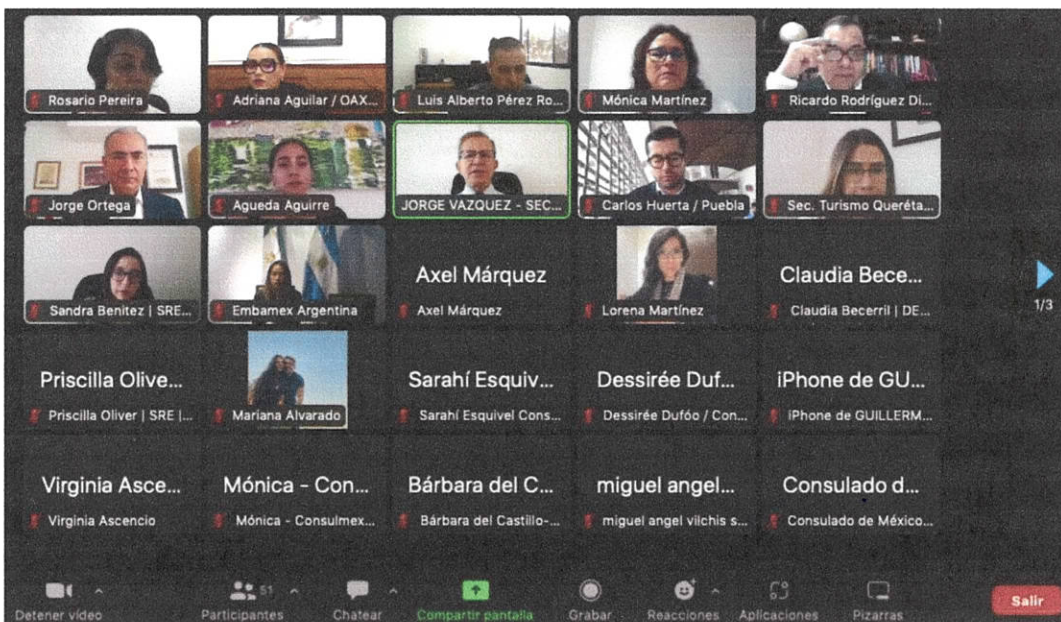 Rosario Pereira
Adriana Aguilar / OAX...
Luis Alberto Pérez Ro...
Mónica Martínez
Ricardo Rodríguez Di...
Jorge Ortega
Agueda Aguirre
JORGE VAZQUEZ - SEC...
Carlos Huerta / Puebla
Sec. Turismo Queréta...
Sandra Benitez | SRE...
Embamex Argentina
Axel Márquez
Axel Márquez
Lorena Martínez
Claudia Bece...
Claudia Becerril | DE...
1/3
Priscilla Olive...
Priscilla Oliver | SRE |...
Mariana Alvarado
Sarahí Esquiv...
Sarahí Esquivel Cons...
Dessirée Duf...
Dessirée Dufóo / Con...
iPhone de GU...
iPhone de GUILLERM...
Virginia Asce...
Virginia Ascencio
Mónica - Con...
Mónica - Consulmex...
Bárbara del C...
Bárbara del Castillo-...
miguel angel...
miguel angel vilchis s...
Consulado d...
Consulado de México...
Detener vídeo
51
Participantes
Chatear
Compartir pantalla
Grabar
Reacciones
Aplicaciones
Pizarras
Salir